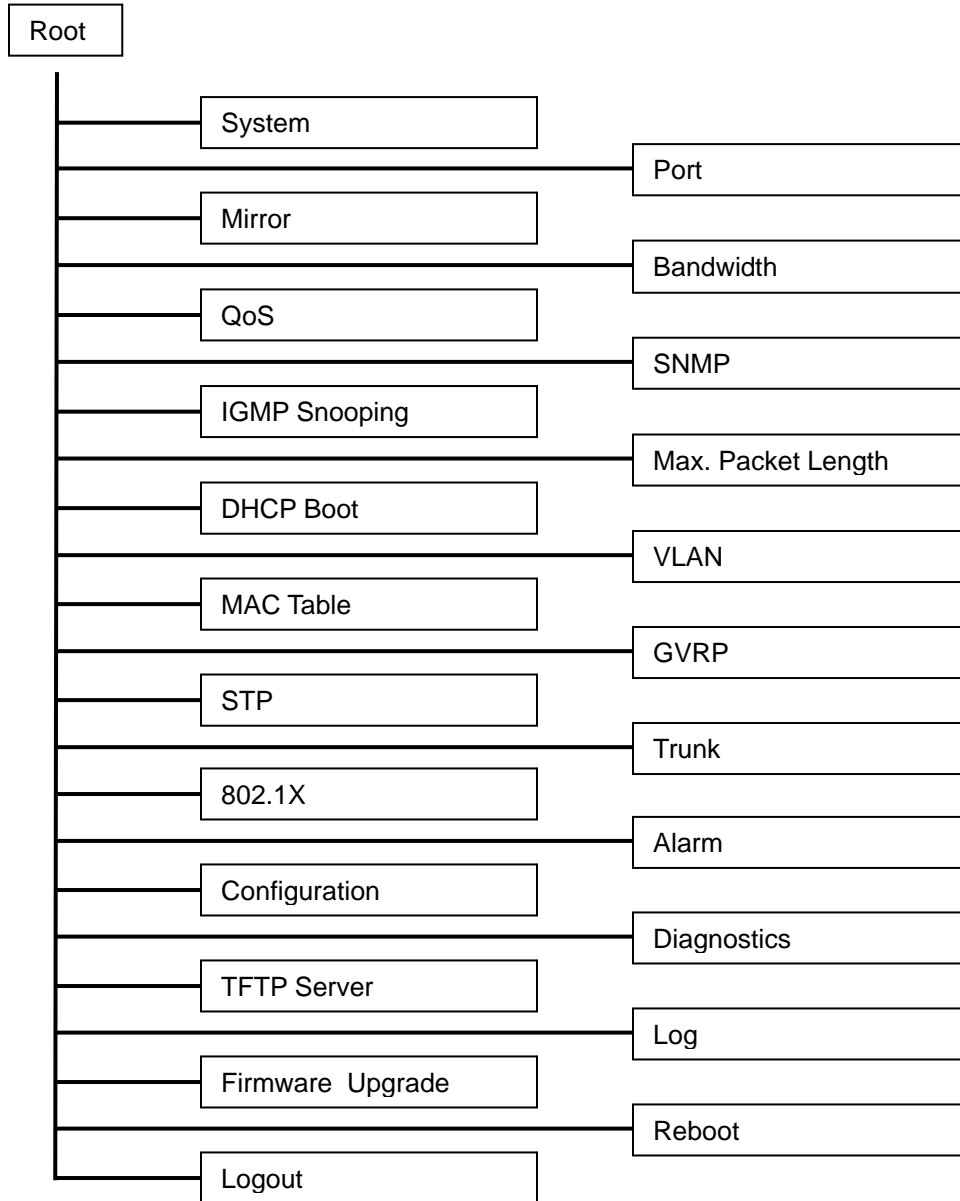 Root
System
Port
Mirror
Bandwidth
QoS
SNMP
IGMP Snooping
Max. Packet Length
DHCP Boot
VLAN
MAC Table
GVRP
STP
Trunk
802.1X
Alarm
Configuration
Diagnostics
TFTP Server
Log
Firmware Upgrade
Reboot
Logout